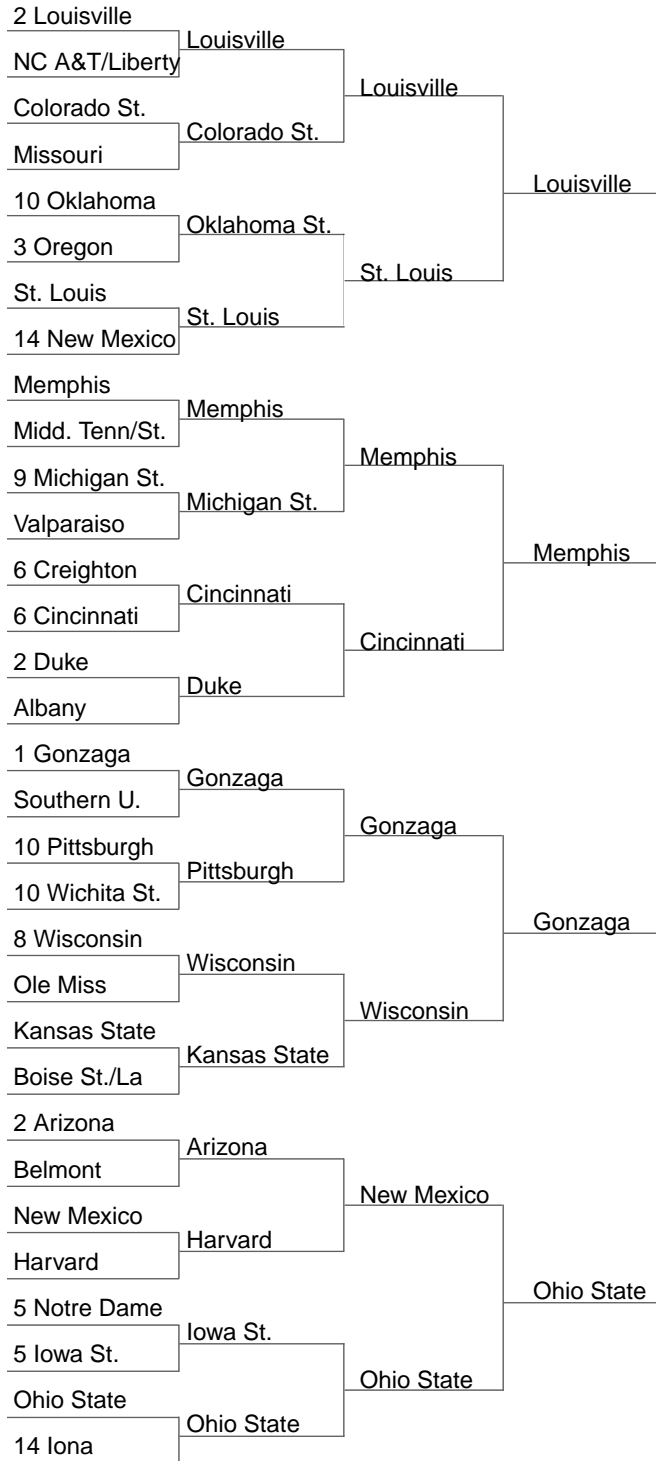 2 Louisville
NC A&T/Liberty
Colorado St.
Missouri
10 Oklahoma
3 Oregon
St. Louis
14 New Mexico
Memphis
Midd. Tenn/St.
9 Michigan St.
Valparaiso
6 Creighton
6 Cincinnati
2 Duke
Albany
1 Gonzaga
Southern U.
10 Pittsburgh
10 Wichita St.
8 Wisconsin
Ole Miss
Kansas State
Boise St./La
2 Arizona
Belmont
New Mexico
Harvard
5 Notre Dame
5 Iowa St.
Ohio State
14 Iona
Louisville
Colorado St.
Oklahoma St.
St. Louis
Memphis
Michigan St.
Cincinnati
Duke
Gonzaga
Pittsburgh
Wisconsin
Kansas State
Arizona
Harvard
Iowa St.
Ohio State
Louisville
St. Louis
Memphis
Cincinnati
Gonzaga
Wisconsin
New Mexico
Ohio State
Louisville
Memphis
Gonzaga
Ohio State